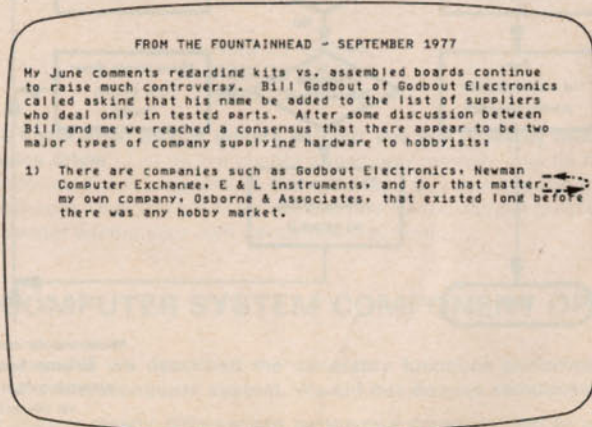 FROM THE FOUNTAINHEAD - SEPTEMBER 1977
My June comments regarding kits vs. assembled boards continue
to raise much controversy. Bill Godbout of Godbout Electronics
called asking that his name be added to the list of suppliers
who deal only in tested parts. After some discussion between
Bill and me we reached a consensus that there appear to be two
major types of company supplying hardware to hobbyists:
1) There are companies such as Godbout Electronics, Newman
Computer Exchange, E & L instruments, and for that matter,
my own company, Osborne & Associates, that existed long before
there was any hobby market.